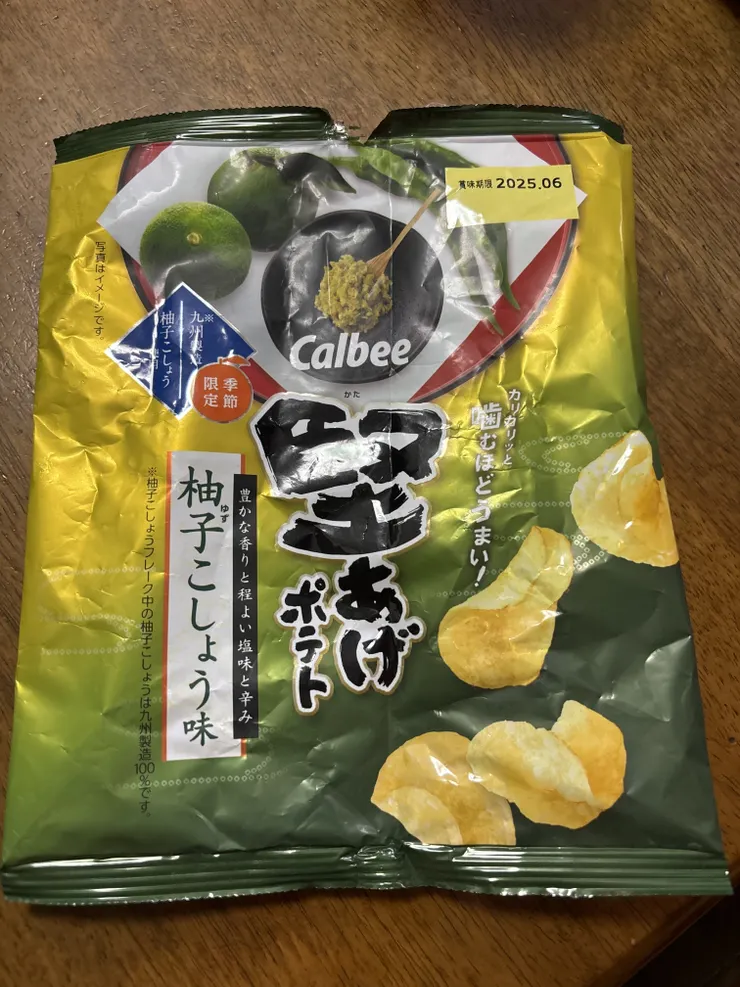 賞味期限 2025.06
写真はイメージです。
※九州製造
柚子こしょう
使用
季節
限定
Calbee
かた
堅あげ
ポテト
カリカリッと
噛むほどうまい!
ゆず
柚子こしょう味
豊かな香りと程よい塩味と辛み
※柚子こしょうフレーク中の柚子こしょうは九州製造100%です。